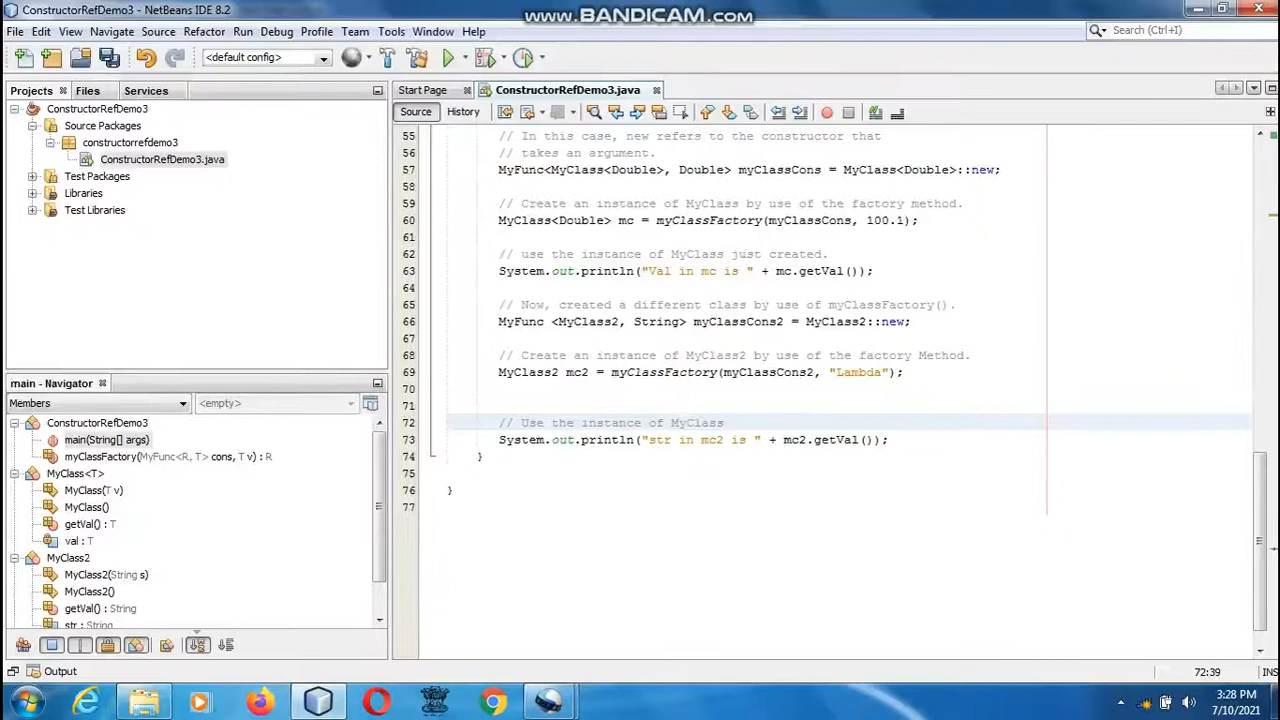 ConstructorRefDemo3 - NetBeans IDE 8.2
www.BANDICAM.com
File Edit View Navigate Source Refactor Run Debug Profile Team Tools Window Help
Search (Ctrl+I)
<default config>
Projects Files Services
Start Page ConstructorRefDemo3.java
Source History
ConstructorRefDemo3
Source Packages
constructorrefdemo3
ConstructorRefDemo3.java
Test Packages
Libraries
Test Libraries
55 // In this case, new refers to the constructor that
56 // takes an argument.
57 MyFunc<MyClass<Double>, Double> myClassCons = MyClass<Double>::new;
58
59 // Create an instance of MyClass by use of the factory method.
60 MyClass<Double> mc = myClassFactory(myClassCons, 100.1);
61
62 // use the instance of MyClass just created.
63 System.out.println("Val in mc is " + mc.getVal());
64
65 // Now, created a different class by use of myClassFactory().
66 MyFunc <MyClass2, String> myClassCons2 = MyClass2::new;
67
68 // Create an instance of MyClass2 by use of the factory Method.
69 MyClass2 mc2 = myClassFactory(myClassCons2, "Lambda");
70
71
72 // Use the instance of MyClass
73 System.out.println("str in mc2 is " + mc2.getVal());
74 }
75
76 }
77
main - Navigator
Members <empty>
ConstructorRefDemo3
main(String[] args)
myClassFactory(MyFunc<R, T> cons, T v) : R
MyClass<T>
MyClass(T v)
MyClass()
getVal() : T
val : T
MyClass2
MyClass2(String s)
MyClass2()
getVal() : String
str : String
Output
72:39
INS
3:28 PM
7/10/2021